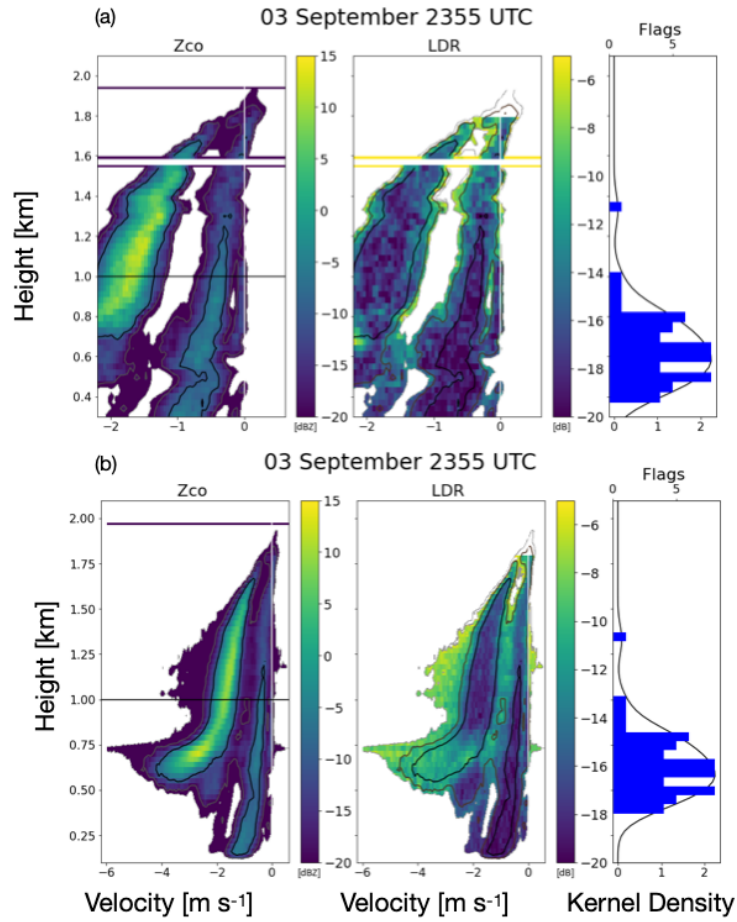 (a)
03 September 2355 UTC
Zco
LDR
Flags
0 5
2.0
1.8
1.6
1.4
1.2
1.0
0.8
0.6
0.4
Height [km]
−2 −1 0
15
10
5
0
−5
−10
−15
−20
[dBZ]
−2 −1 0
−6
−8
−10
−12
−14
−16
−18
−20
[dB]
0 1 2
(b)
03 September 2355 UTC
Zco
LDR
Flags
0 5
2.00
1.75
1.50
1.25
1.00
0.75
0.50
0.25
Height [km]
−6 −4 −2 0
15
10
5
0
−5
−10
−15
−20
[dBZ]
−6 −4 −2 0
−6
−8
−10
−12
−14
−16
−18
−20
[dB]
0 1 2
Velocity [m s⁻¹]
Velocity [m s⁻¹]
Kernel Density